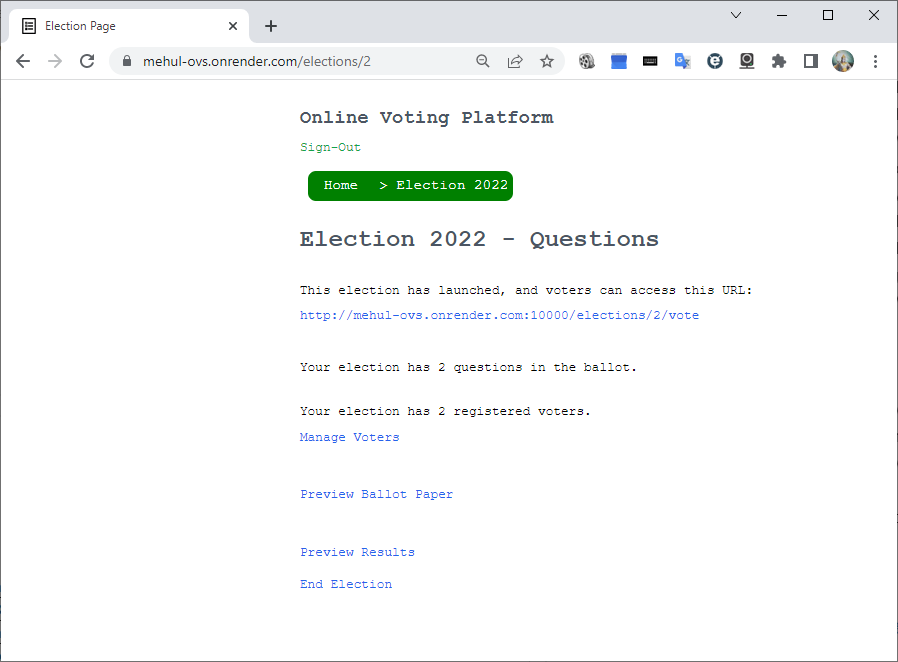 Election Page
mehul-ovs.onrender.com/elections/2
Online Voting Platform
Sign-Out
Home > Election 2022
Election 2022 - Questions
This election has launched, and voters can access this URL:
http://mehul-ovs.onrender.com:10000/elections/2/vote
Your election has 2 questions in the ballot.
Your election has 2 registered voters.
Manage Voters
Preview Ballot Paper
Preview Results
End Election